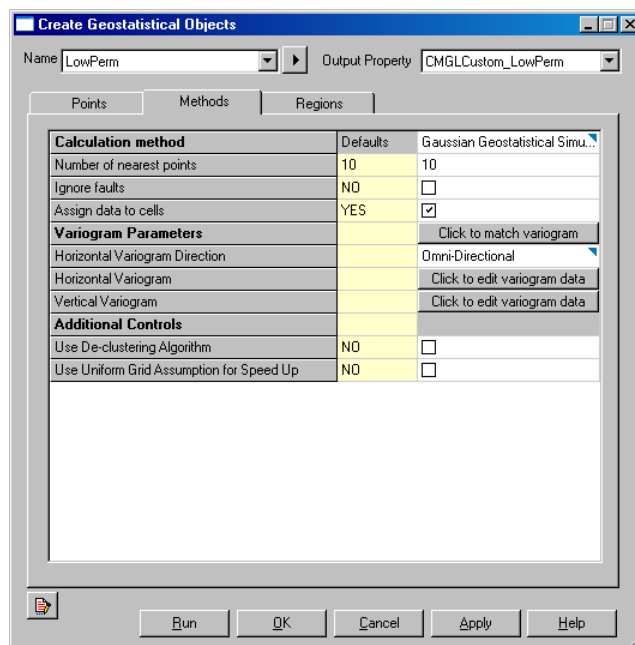 Create Geostatistical Objects
Name LowPerm Output Property CMGLCustom_LowPerm
Points Methods Regions
Calculation method Defaults Gaussian Geostatistical Simu...
Number of nearest points 10 10
Ignore faults NO
Assign data to cells YES
Variogram Parameters Click to match variogram
Horizontal Variogram Direction Omni-Directional
Horizontal Variogram Click to edit variogram data
Vertical Variogram Click to edit variogram data
Additional Controls
Use De-clustering Algorithm NO
Use Uniform Grid Assumption for Speed Up NO
Run OK Cancel Apply Help